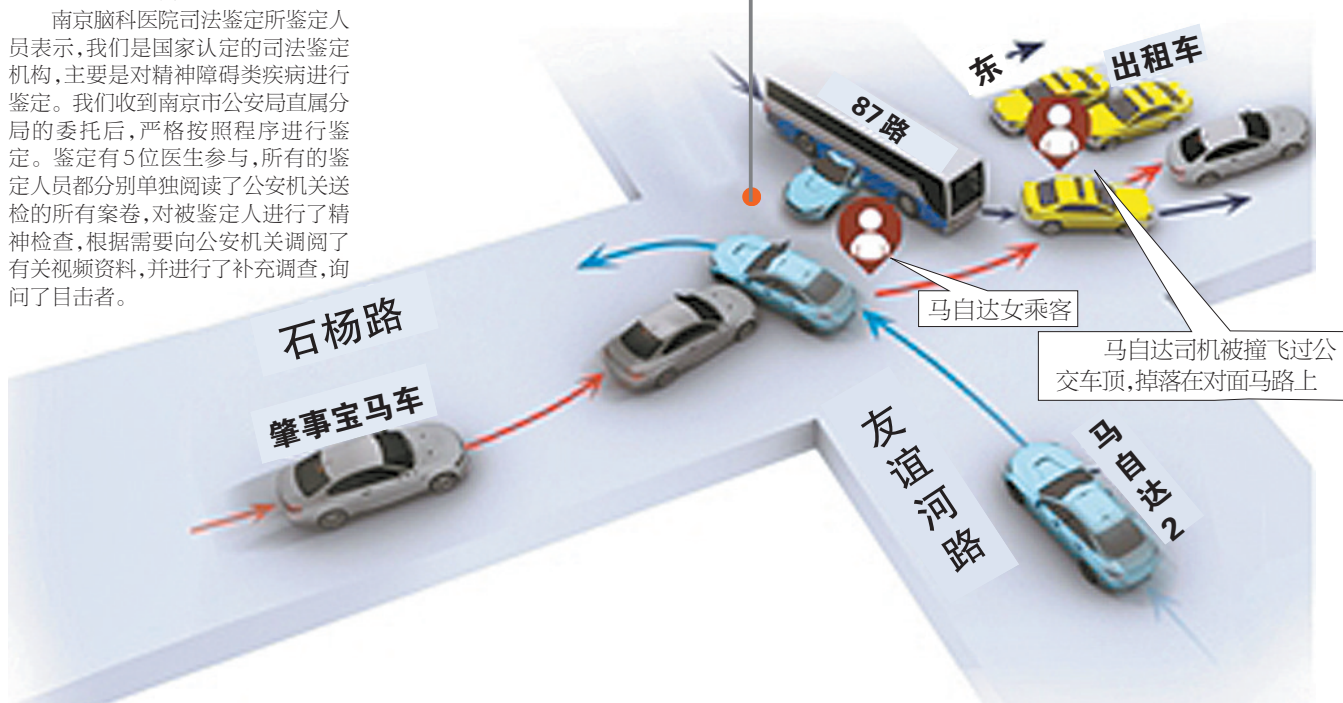 南京脑科医院司法鉴定所鉴定人
员表示,我们是国家认定的司法鉴定
机构,主要是对精神障碍类疾病进行
鉴定。我们收到南京市公安局直属分
局的委托后,严格按照程序进行鉴
定。鉴定有5位医生参与,所有的鉴
定人员都分别单独阅读了公安机关送
检的所有案卷,对被鉴定人进行了精
神检查,根据需要向公安机关调阅了
有关视频资料,并进行了补充调查,询
问了目击者。
东
出租车
87路
马自达女乘客
马自达司机被撞飞过公
交车顶,掉落在对面马路上
石杨路
肇事宝马车
友谊河路
马自达2